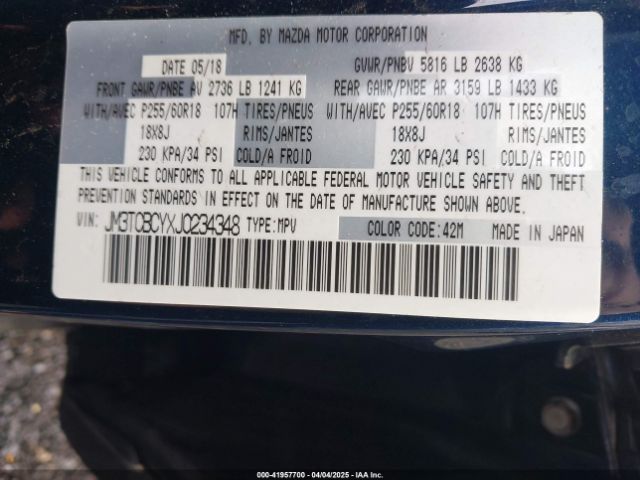 MFD. BY MAZDA MOTOR CORPORATION
DATE 05/18 GVWR/PNBV 5816 LB 2638 KG
FRONT GAWR/PNBE AV 2736 LB 1241 KG REAR GAWR/PNBE AR 3159 LB 1433 KG
WITH/AVEC P255/60R18 107H TIRES/PNEUS WITH/AVEC P255/60R18 107H TIRES/PNEUS
18X8J RIMS/JANTES 18X8J RIMS/JANTES
230 KPA/34 PSI COLD/A FROID 230 KPA/34 PSI COLD/A FROID
THIS VEHICLE CONFORMS TO ALL APPLICABLE FEDERAL MOTOR VEHICLE SAFETY AND THEFT
PREVENTION STANDARDS IN EFFECT ON THE DATE OF MANUFACTURE SHOWN ABOVE.
VIN: JM3TCBCYXJ0234348 TYPE: MPV COLOR CODE: 42M MADE IN JAPAN
000-41957700 - 04/04/2025 - IAAI.com